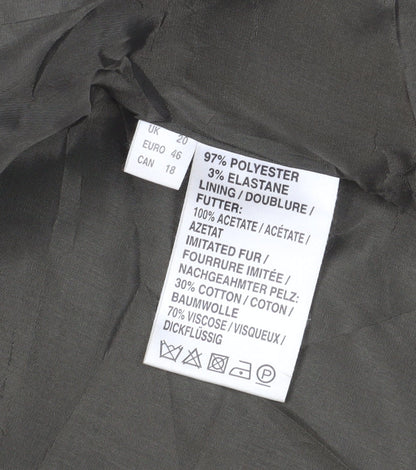 UK 20
EURO 46
CAN 18
97% POLYESTER
3% ELASTANE
LINING / DOUBLURE /
FUTTER:
100% ACETATE / ACÉTATE /
AZETAT
IMITATED FUR /
FOURRURE IMITÉE /
NACHGEAHMTER PELZ:
30% COTTON / COTON /
BAUMWOLLE
70% VISCOSE / VISQUEUX /
DICKFLÜSSIG
P